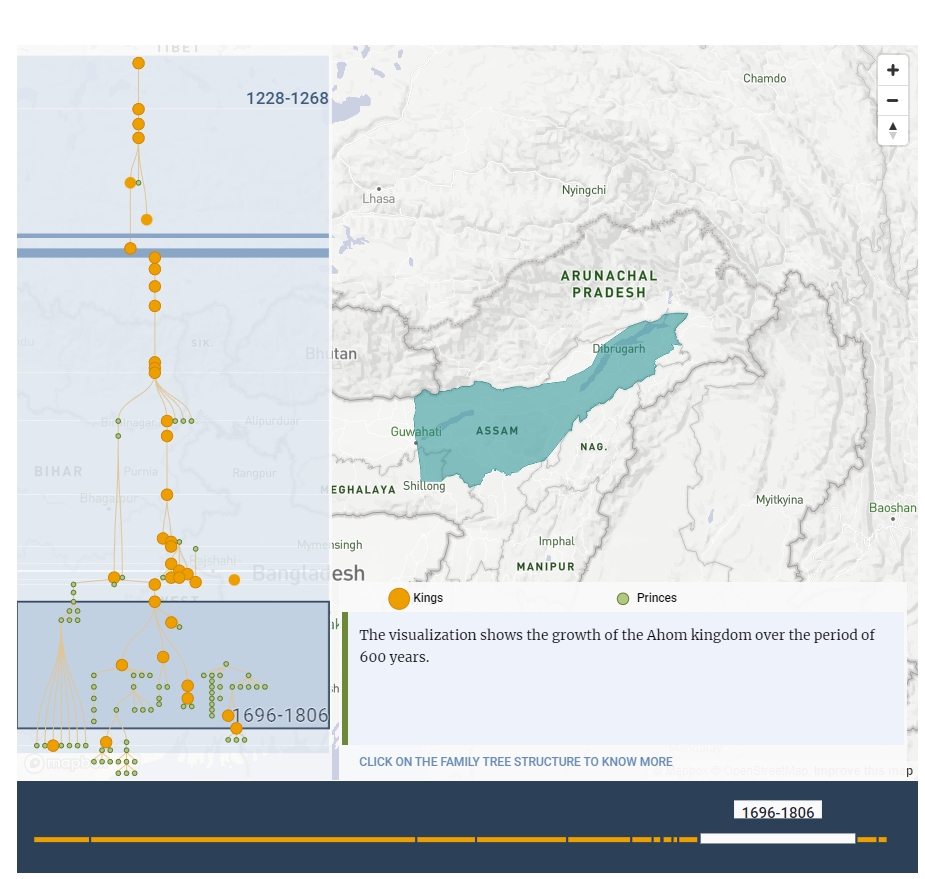 TIBET
1228-1268
Chamdo
Nyingchi
Lhasa
ARUNACHAL
PRADESH
SIK.
Bhutan
Dibrugarh
Alipurduar
Guwahati
ASSAM
NAG.
BIHAR
Purnia
Rangpur
EGHALAYA
Shillong
Bhagalpur
Myitkyina
Baoshan
Mymensingh
Imphal
Rajshahi
Bangladesh
MANIPUR
Kings
Princes
The visualization shows the growth of the Ahom kingdom over the period of
600 years.
1696-1806
CLICK ON THE FAMILY TREE STRUCTURE TO KNOW MORE
mapbox
© OpenStreetMap Improve this map
1696-1806